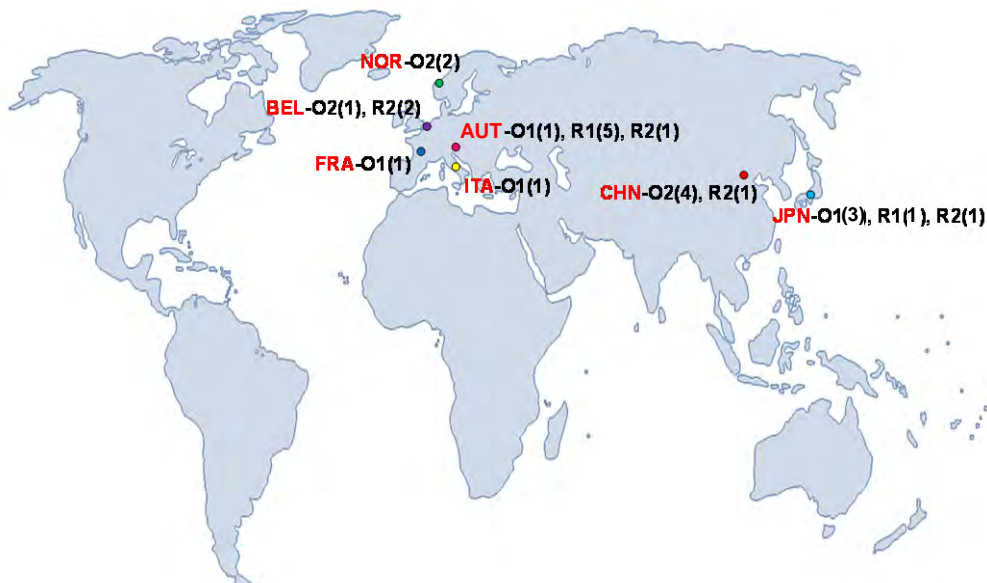 NOR-O2(2)
BEL-O2(1), R2(2)
AUT-O1(1), R1(5), R2(1)
FRA-O1(1)
ITA-O1(1)
CHN-O2(4), R2(1)
JPN-O1(3), R1(1), R2(1)